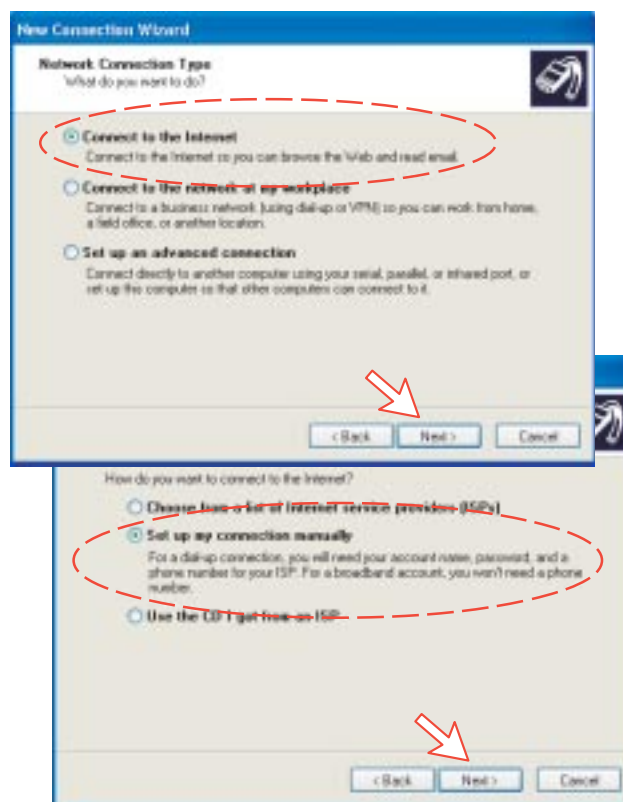 New Connection Wizard
Network Connection Type
What do you want to do?
Connect to the Internet
Connect to the Internet so you can browse the Web and read email.
Connect to the network at my workplace
Connect to a business network (using dial-up or VPN) so you can work from home,
a field office, or another location.
Set up an advanced connection
Connect directly to another computer using your serial, parallel, or infrared port, or
set up this computer so that other computers can connect to it.
< Back Next > Cancel
How do you want to connect to the Internet?
Choose from a list of Internet service providers (ISPs)
Set up my connection manually
For a dial-up connection, you will need your account name, password, and a
phone number for your ISP. For a broadband account, you won't need a phone
number.
Use the CD I got from an ISP
< Back Next > Cancel